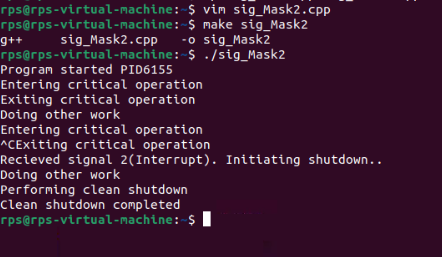 rps@rps-virtual-machine:~$ vim sig_Mask2.cpp
rps@rps-virtual-machine:~$ make sig_Mask2
g++     sig_Mask2.cpp   -o sig_Mask2
rps@rps-virtual-machine:~$ ./sig_Mask2
Program started PID6155
Entering critical operation
Exiting critical operation
Doing other work
Entering critical operation
^CExiting critical operation
Recieved signal 2(Interrupt). Initiating shutdown..
Doing other work
Performing clean shutdown
Clean shutdown completed
rps@rps-virtual-machine:~$